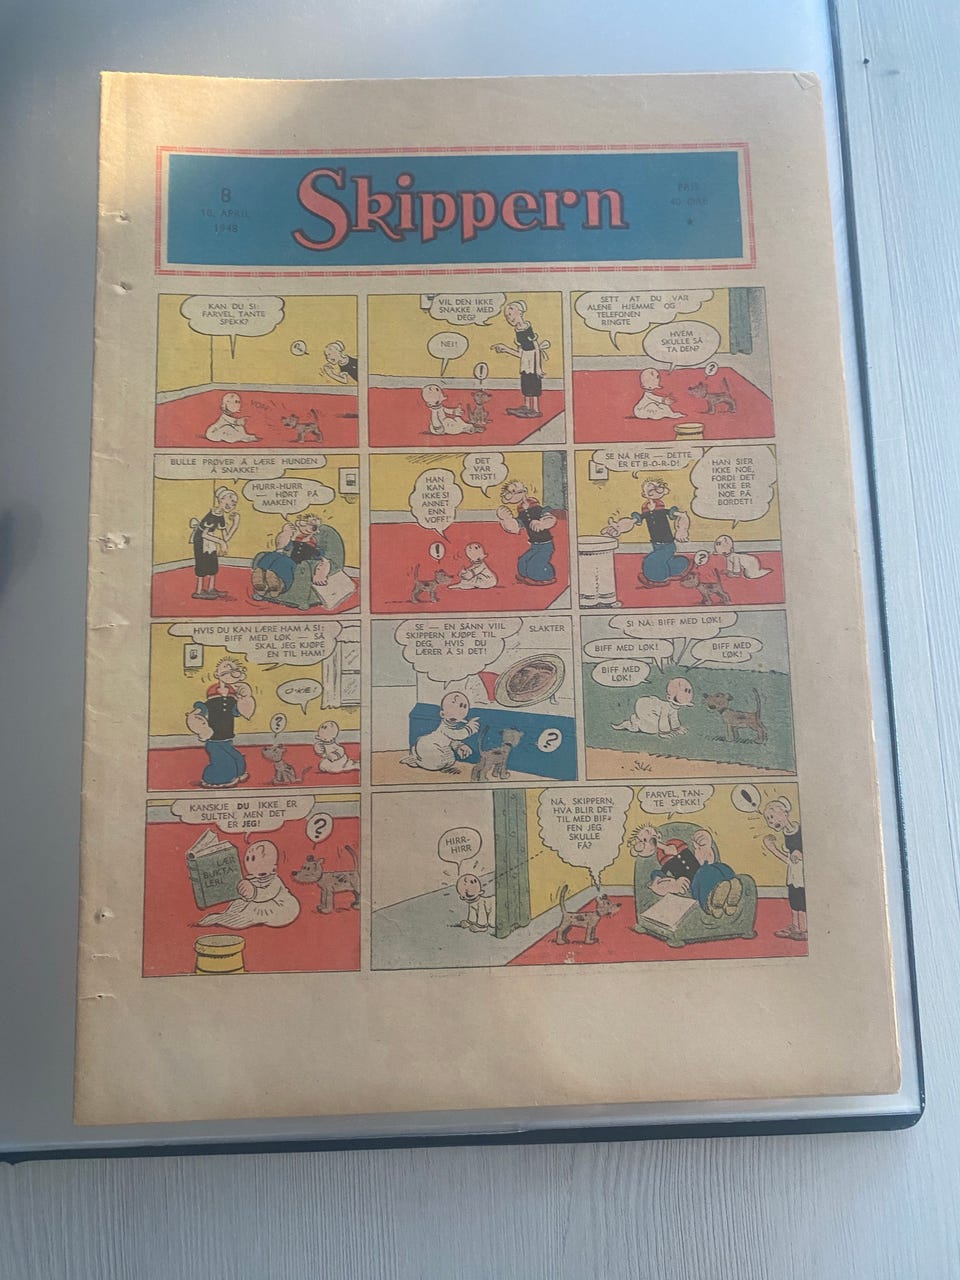 8
10. APRIL
1948
Skippern
PRIS
40 ØRE
KAN DU SI:
FARVEL, TANTE
SPEKK?
VIL DEN IKKE
SNAKKE MED
DEG?
NEI!
!
SETT AT DU VAR
ALENE HJEMME OG
TELEFONEN
RINGTE
HVEM
SKULLE SÅ
TA DEN?
?
BULLE PRØVER Å LÆRE HUNDEN
Å SNAKKE!
HURR-HURR
— HØRT PÅ
MAKEN!
DET
VAR
TRIST!
HAN
KAN
IKKE SI
ANNET
ENN
VOFF!
!
SE NÅ HER — DETTE
ER ET B-O-R-D!
HAN SIER
IKKE NOE,
FORDI DET
IKKE ER
NOE PÅ
BORDET!
?
HVIS DU KAN LÆRE HAM Å SI:
BIFF MED LØK — SÅ
SKAL JEG KJØPE
EN TIL HAM!
O-KE!
?
SE — EN SÅNN VIIL
SKIPPERN KJØPE TIL
DEG, HVIS DU
LÆRER Å SI DET!
SLAKTER
?
SI NÅ: BIFF MED LØK!
BIFF MED LØK!
BIFF MED
LØK!
BIFF MED
LØK!
KANSKJE DU IKKE ER
SULTEN, MEN DET
ER JEG!
?
LÆR
BUKTA-
LERI
HIRR-
HIRR
NÅ, SKIPPERN,
HVA BLIR DET
TIL MED BIF-
FEN JEG
SKULLE
FÅ?
FARVEL, TAN-
TE SPEKK!
!